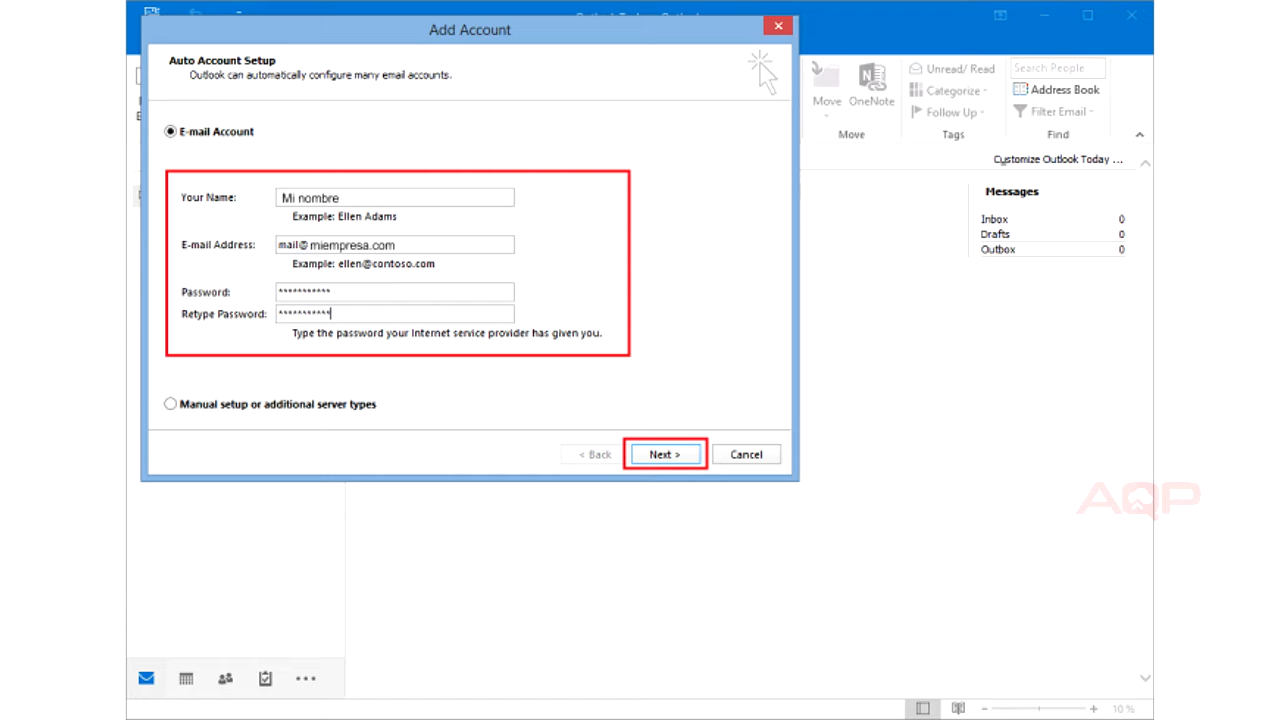 Add Account
Auto Account Setup
Outlook can automatically configure many email accounts.
E-mail Account
Your Name: Mi nombre
Example: Ellen Adams
E-mail Address: mail@miempresa.com
Example: ellen@contoso.com
Password: ***********
Retype Password: ***********
Type the password your Internet service provider has given you.
Manual setup or additional server types
< Back Next > Cancel
Move
OneNote
Move
Unread/ Read
Categorize
Follow Up
Tags
Search People
Address Book
Filter Email
Find
Customize Outlook Today ...
Messages
Inbox 0
Drafts 0
Outbox 0
AQP
10 %